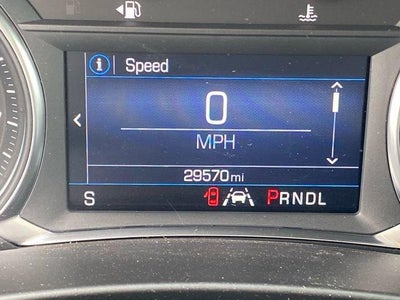 Speed
0
MPH
29570mi
S PRNDL